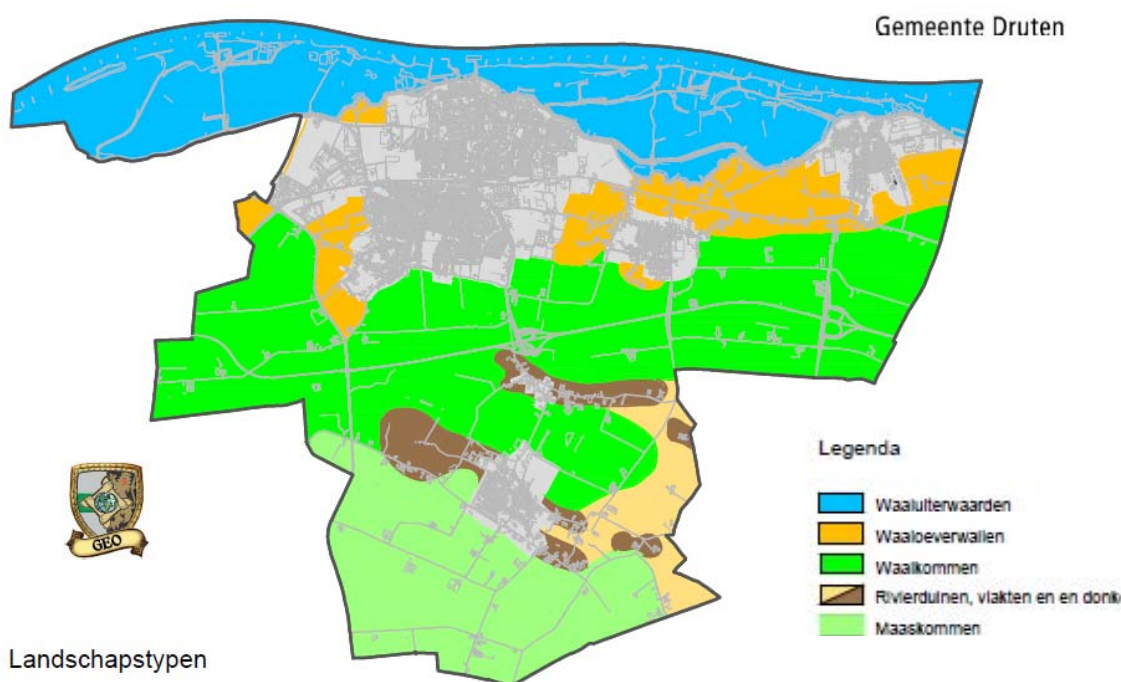 Gemeente Druten
Legenda
Waaluiterwaarden
Waaloeverwallen
Waalkommen
Rivierduinen, vlakten en en donk
Maaskommen
GEO
Landschapstypen